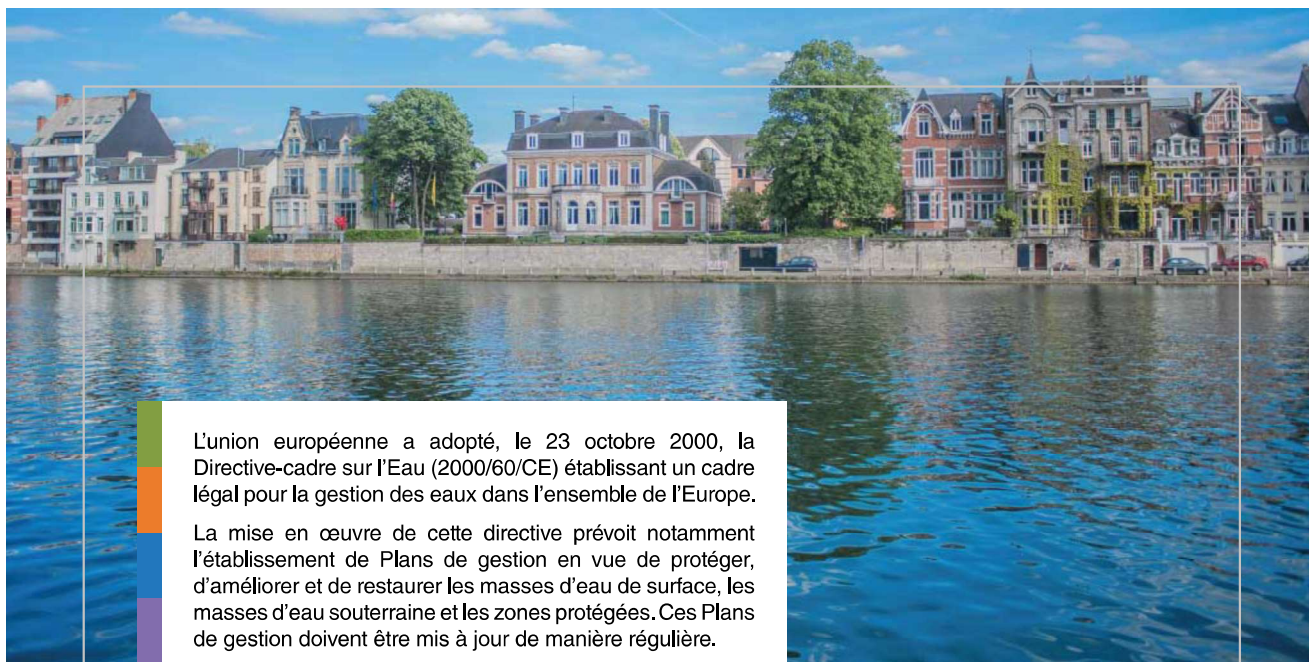 L'union européenne a adopté, le 23 octobre 2000, la
Directive-cadre sur l'Eau (2000/60/CE) établissant un cadre
légal pour la gestion des eaux dans l'ensemble de l'Europe.
La mise en œuvre de cette directive prévoit notamment
l'établissement de Plans de gestion en vue de protéger,
d'améliorer et de restaurer les masses d'eau de surface, les
masses d'eau souterraine et les zones protégées. Ces Plans
de gestion doivent être mis à jour de manière régulière.